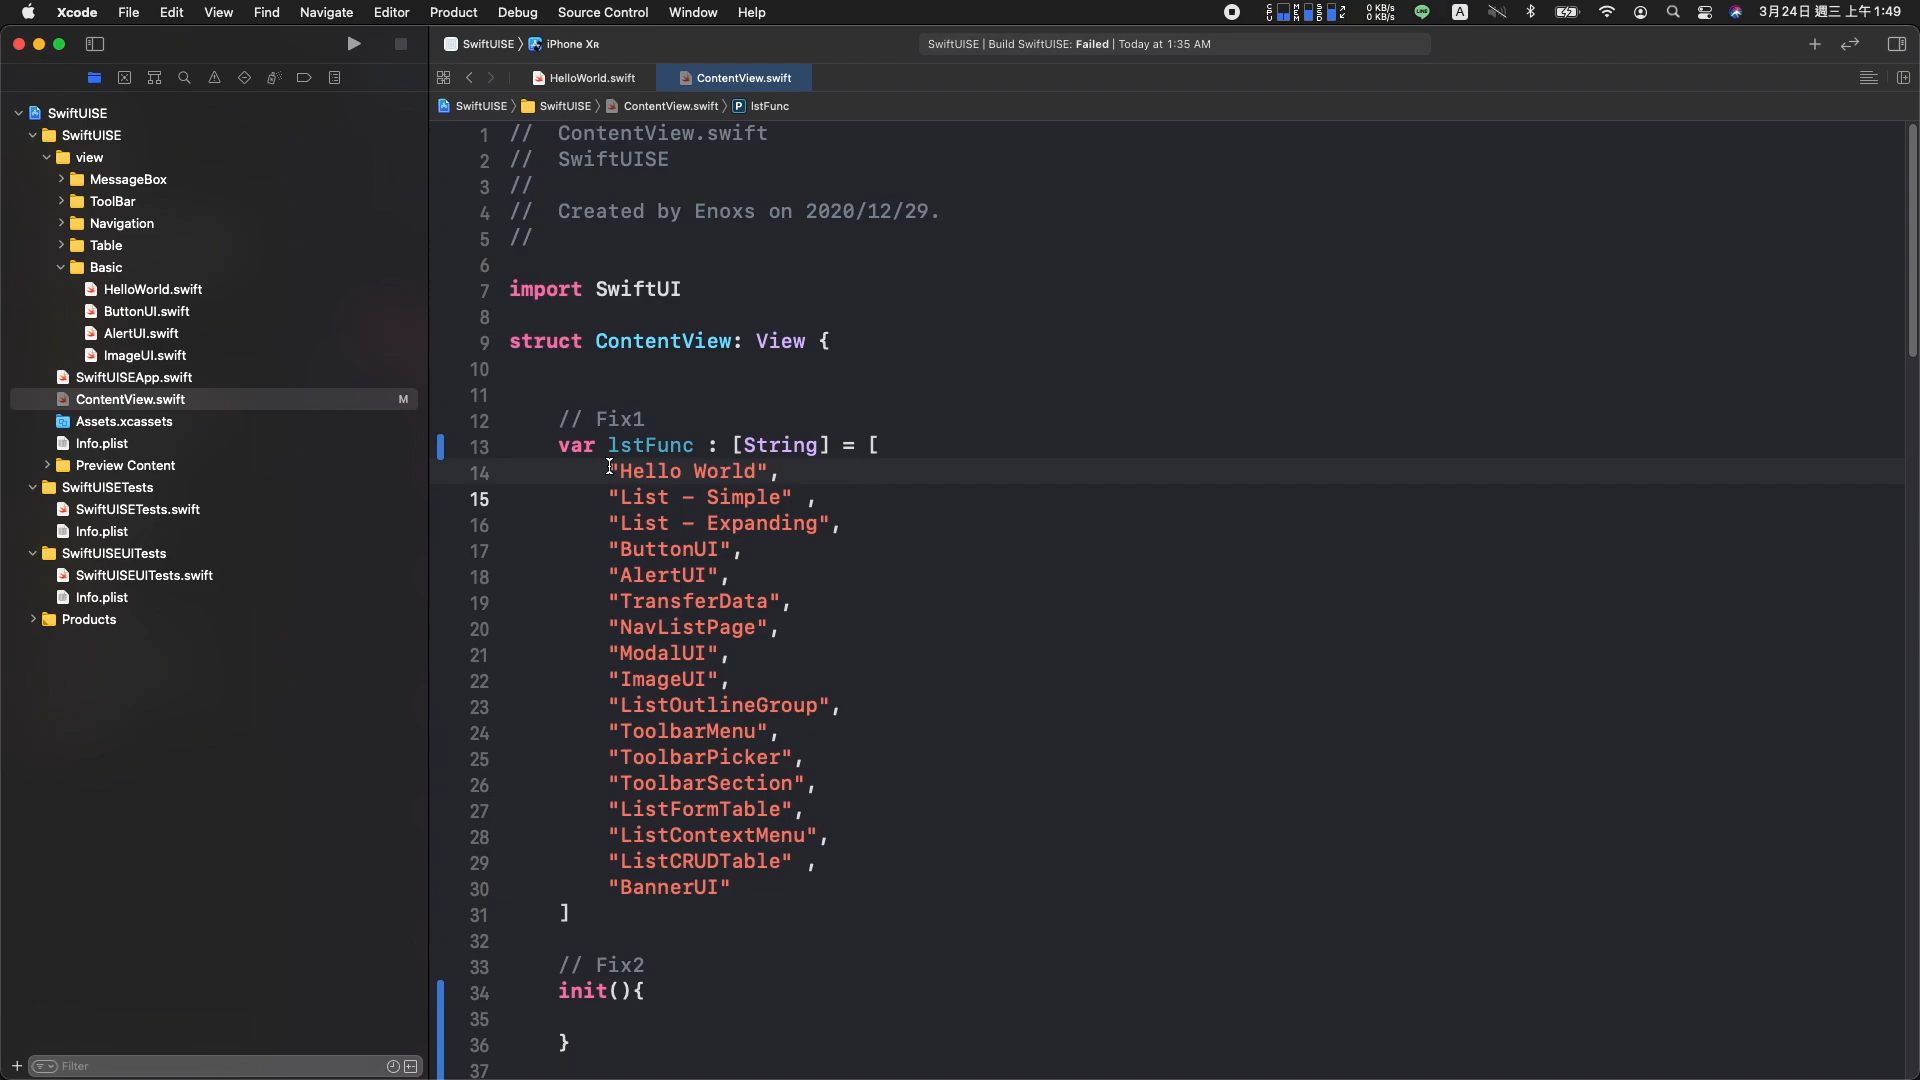 Xcode File Edit View Find Navigate Editor Product Debug Source Control Window Help
0 KB/s
0 KB/s
A 3月24日 週三 上午1:49
SwiftUISE 〉 iPhone XR
SwiftUISE | Build SwiftUISE: Failed | Today at 1:35 AM
HelloWorld.swift ContentView.swift
SwiftUISE 〉 SwiftUISE 〉 ContentView.swift 〉 P lstFunc
SwiftUISE
SwiftUISE
view
MessageBox
ToolBar
Navigation
Table
Basic
HelloWorld.swift
ButtonUI.swift
AlertUI.swift
ImageUI.swift
SwiftUISEApp.swift
ContentView.swift M
Assets.xcassets
Info.plist
Preview Content
SwiftUISETests
SwiftUISETests.swift
Info.plist
SwiftUISEUITests
SwiftUISEUITests.swift
Info.plist
Products
Filter
1 // ContentView.swift
2 // SwiftUISE
3 //
4 // Created by Enoxs on 2020/12/29.
5 //
6
7 import SwiftUI
8
9 struct ContentView: View {
10
11
12 // Fix1
13 var lstFunc : [String] = [
14 "Hello World",
15 "List – Simple" ,
16 "List – Expanding",
17 "ButtonUI",
18 "AlertUI",
19 "TransferData",
20 "NavListPage",
21 "ModalUI",
22 "ImageUI",
23 "ListOutlineGroup",
24 "ToolbarMenu",
25 "ToolbarPicker",
26 "ToolbarSection",
27 "ListFormTable",
28 "ListContextMenu",
29 "ListCRUDTable" ,
30 "BannerUI"
31 ]
32
33 // Fix2
34 init(){
35
36 }
37